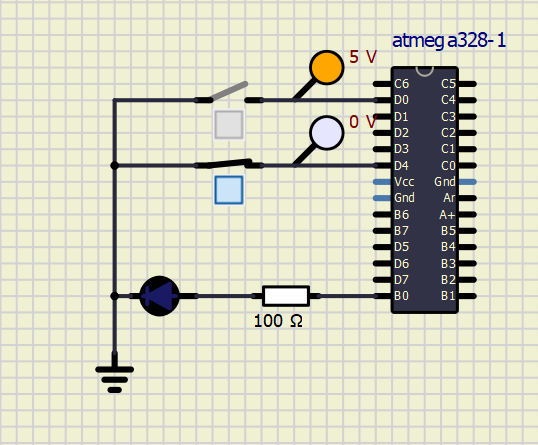 atmega328-1
5 V
0 V
C6 C5
D0 C4
D1 C3
D2 C2
D3 C1
D4 C0
Vcc Gnd
Gnd Ar
B6 A+
B7 B5
D5 B4
D6 B3
D7 B2
B0 B1
100 Ω